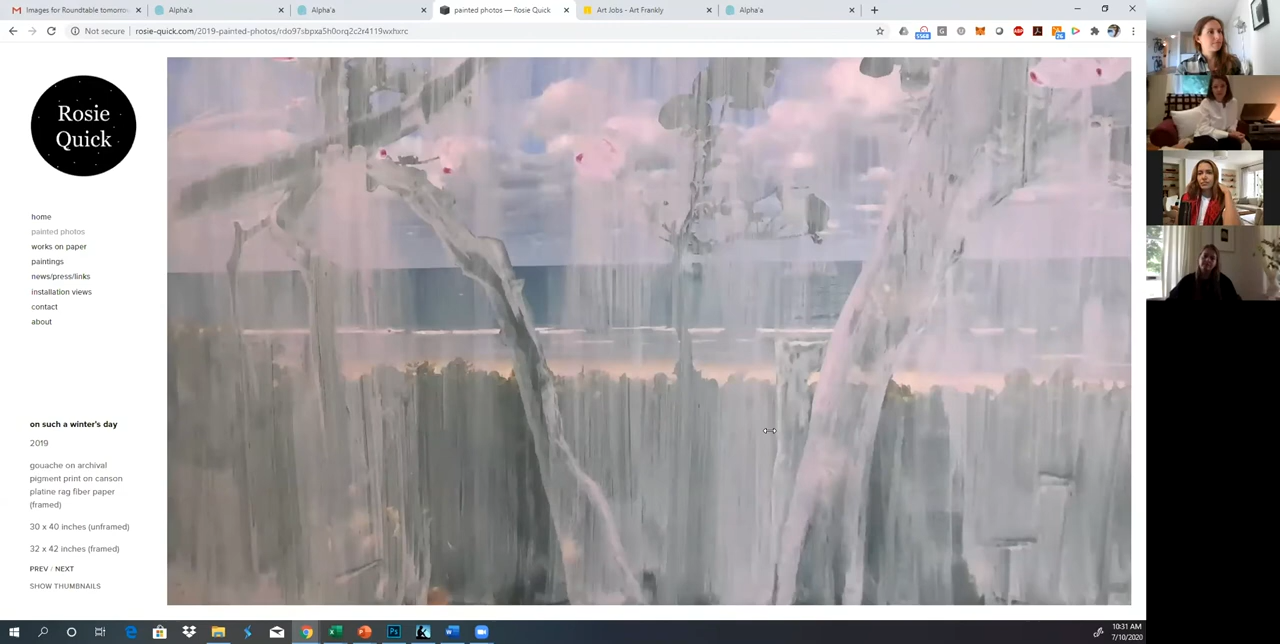 Images for Roundtable tomorrow
Alpha'a
Alpha'a
painted photos — Rosie Quick
Art Jobs - Art Frankly
Alpha'a
Not secure
rosie-quick.com/2019-painted-photos/rdo97sbpxa5h0orq2c2r4119wxhxrc
Rosie
Quick
home
painted photos
works on paper
paintings
news/press/links
installation views
contact
about
on such a winter's day
2019
gouache on archival
pigment print on canson
platine rag fiber paper
(framed)
30 x 40 inches (unframed)
32 x 42 inches (framed)
PREV / NEXT
SHOW THUMBNAILS
10:31 AM
7/10/2020